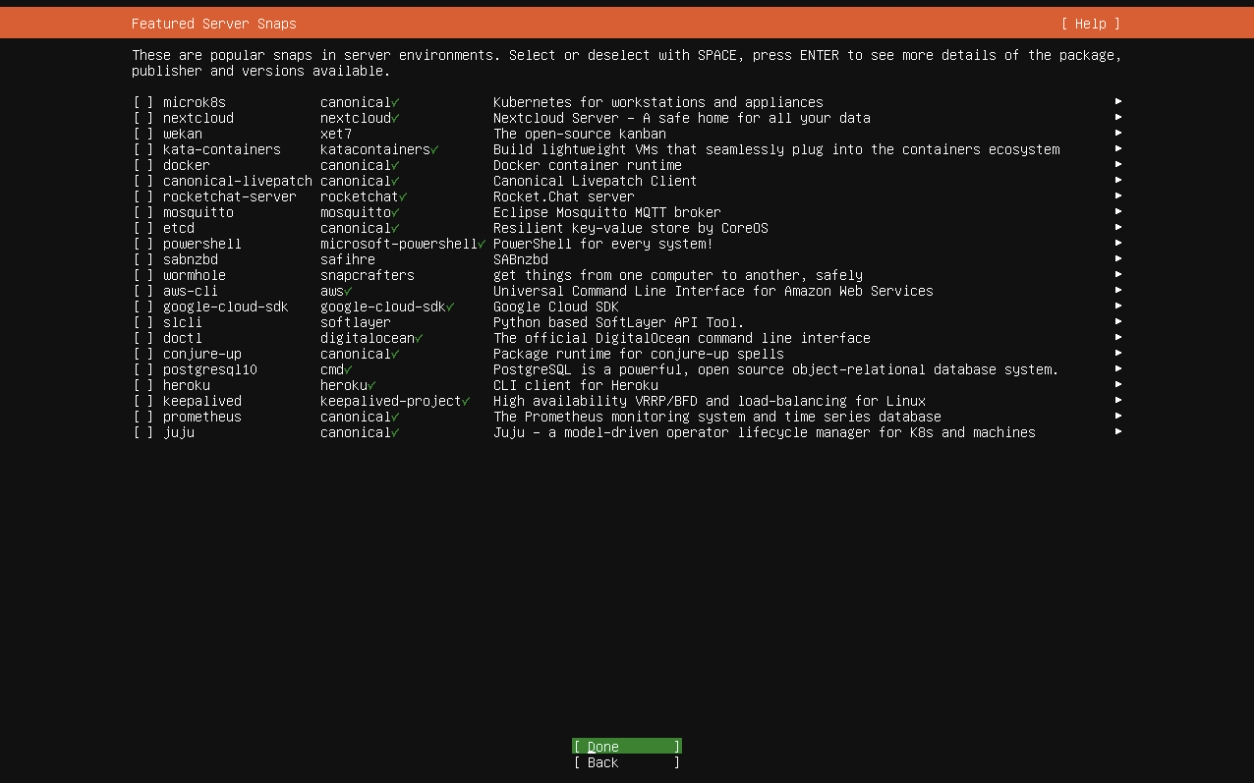 Featured Server Snaps [ Help ]
These are popular snaps in server environments. Select or deselect with SPACE, press ENTER to see more details of the package,
publisher and versions available.
[ ] microk8s canonical✓ Kubernetes for workstations and appliances ►
[ ] nextcloud nextcloud✓ Nextcloud Server - A safe home for all your data ►
[ ] wekan xet7 The open-source kanban ►
[ ] kata-containers katacontainers✓ Build lightweight VMs that seamlessly plug into the containers ecosystem ►
[ ] docker canonical✓ Docker container runtime ►
[ ] canonical-livepatch canonical✓ Canonical Livepatch Client ►
[ ] rocketchat-server rocketchat✓ Rocket.Chat server ►
[ ] mosquitto mosquitto✓ Eclipse Mosquitto MQTT broker ►
[ ] etcd canonical✓ Resilient key-value store by CoreOS ►
[ ] powershell microsoft-powershell✓ PowerShell for every system! ►
[ ] sabnzbd safihre SABnzbd ►
[ ] wormhole snapcrafters get things from one computer to another, safely ►
[ ] aws-cli aws✓ Universal Command Line Interface for Amazon Web Services ►
[ ] google-cloud-sdk google-cloud-sdk✓ Google Cloud SDK ►
[ ] slcli softlayer Python based SoftLayer API Tool. ►
[ ] doctl digitalocean✓ The official DigitalOcean command line interface ►
[ ] conjure-up canonical✓ Package runtime for conjure-up spells ►
[ ] postgresql10 cmd✓ PostgreSQL is a powerful, open source object-relational database system. ►
[ ] heroku heroku✓ CLI client for Heroku ►
[ ] keepalived keepalived-project✓ High availability VRRP/BFD and load-balancing for Linux ►
[ ] prometheus canonical✓ The Prometheus monitoring system and time series database ►
[ ] juju canonical✓ Juju - a model-driven operator lifecycle manager for K8s and machines ►
[ Done ]
[ Back ]